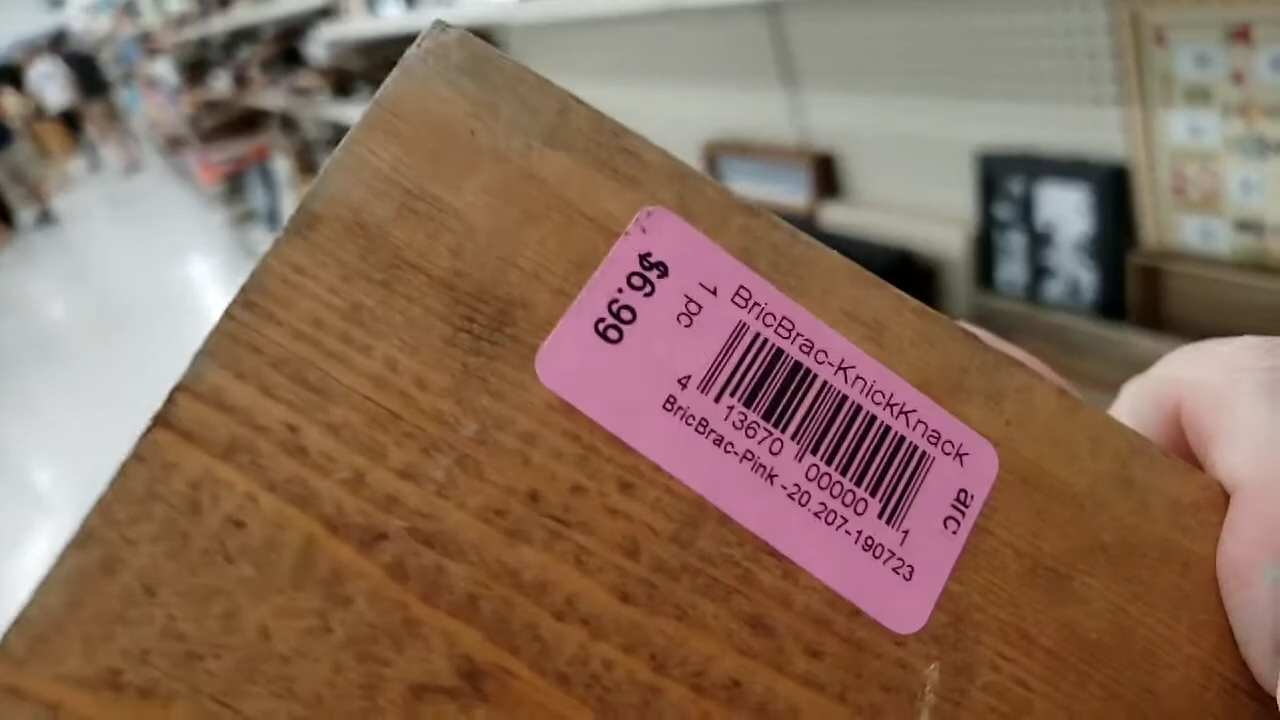 $6.99
1 pc
BricBrac-KnickKnack
4 13670 00000 1
BricBrac-Pink -20.207-190723
arc